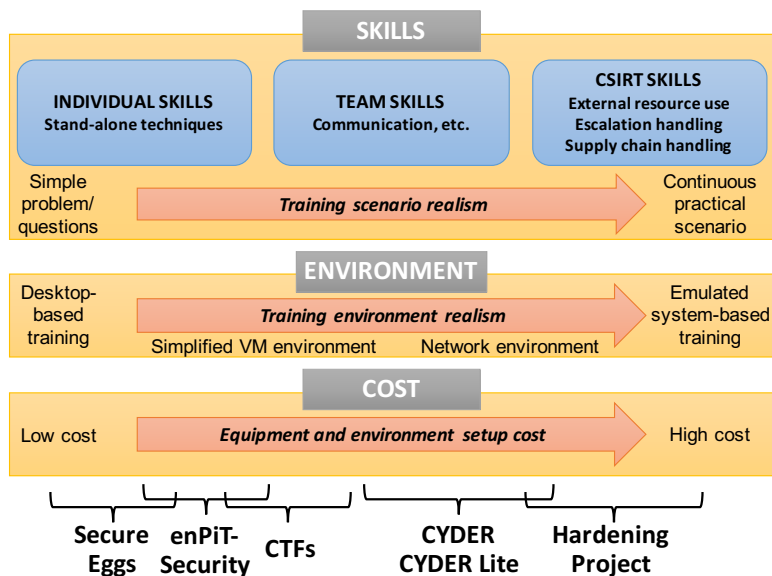 SKILLS
INDIVIDUAL SKILLS
Stand-alone techniques
TEAM SKILLS
Communication, etc.
CSIRT SKILLS
External resource use
Escalation handling
Supply chain handling
Simple
problem/
questions
Training scenario realism
Continuous
practical
scenario
ENVIRONMENT
Desktop-
based
training
Training environment realism
Simplified VM environment
Network environment
Emulated
system-based
training
COST
Low cost
Equipment and environment setup cost
High cost
Secure
Eggs
enPiT-
Security
CTFs
CYDER
CYDER Lite
Hardening
Project